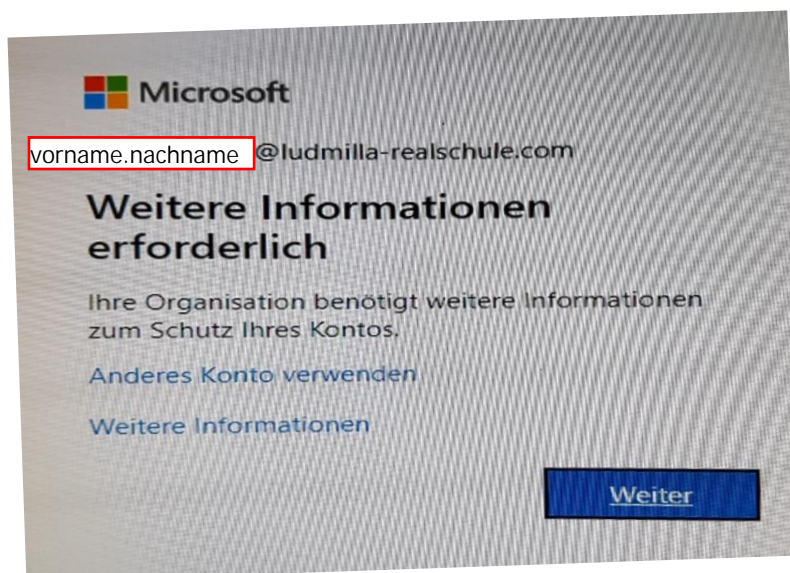 Microsoft
vorname.nachname @ludmilla-realschule.com
Weitere Informationen
erforderlich
Ihre Organisation benötigt weitere Informationen
zum Schutz Ihres Kontos.
Anderes Konto verwenden
Weitere Informationen
Weiter